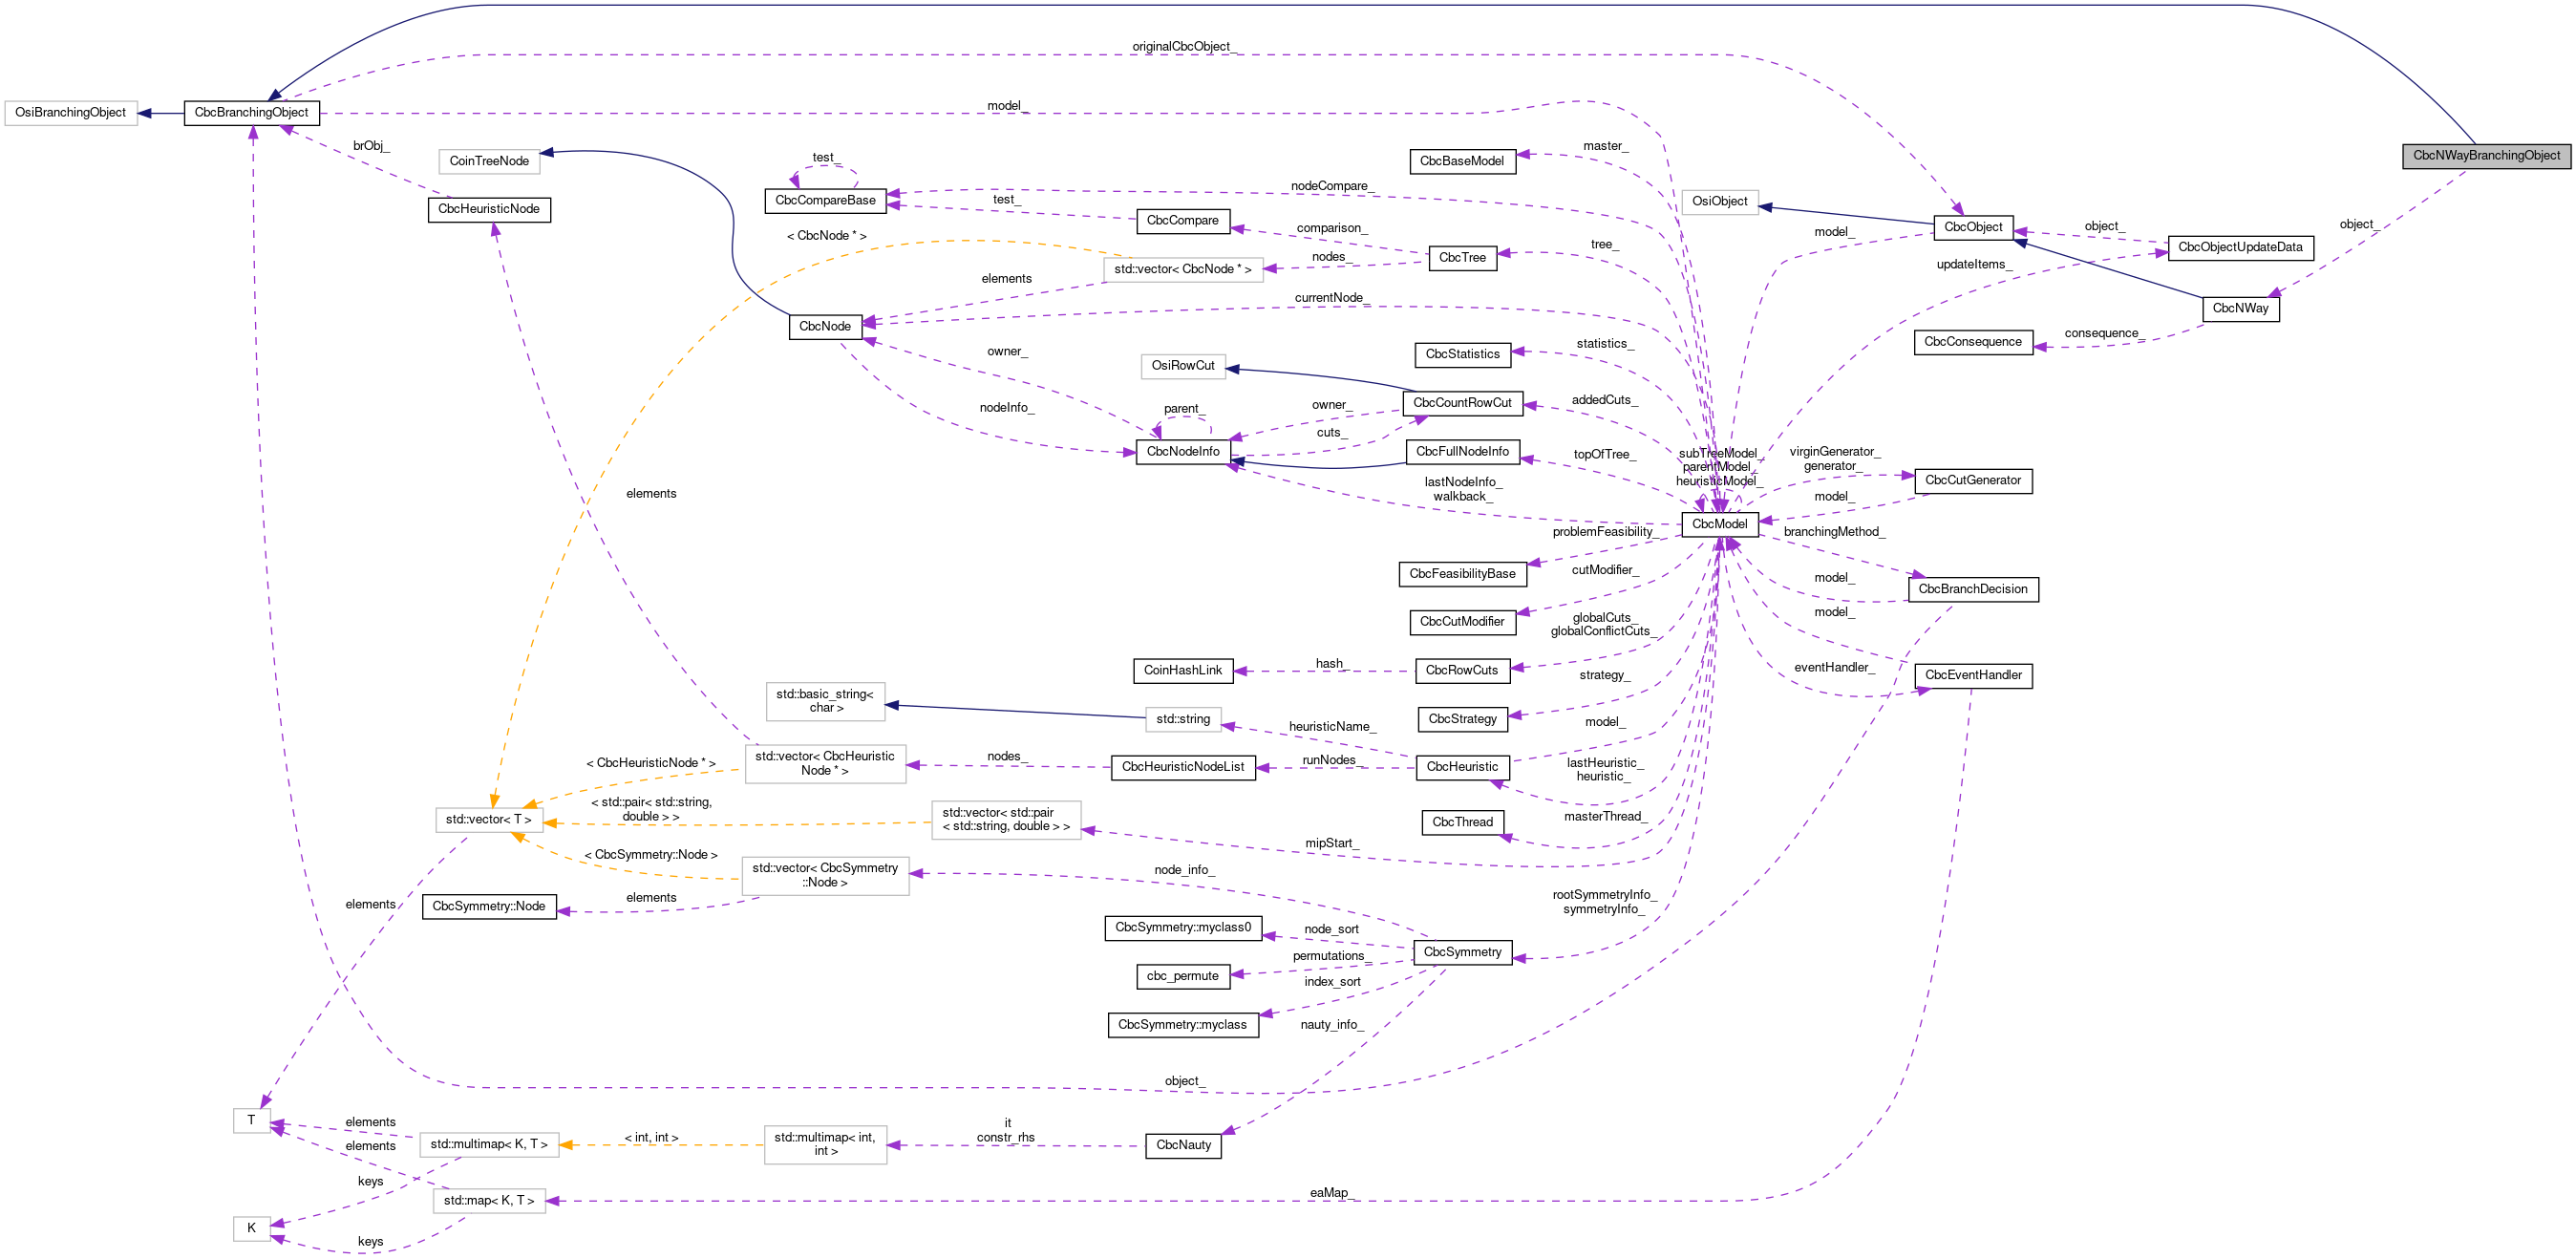 originalCbcObject_
OsiBranchingObject
CbcBranchingObject
model_
brObj_
CoinTreeNode
test_
CbcBaseModel
master_
CbcNWayBranchingObject
CbcHeuristicNode
CbcCompareBase
nodeCompare_
test_
CbcCompare
OsiObject
CbcObject
object_
object_
< CbcNode * >
comparison_
tree_
model_
CbcObjectUpdateData
std::vector< CbcNode * >
nodes_
CbcTree
updateItems_
elements
currentNode_
CbcNWay
CbcNode
consequence_
CbcConsequence
owner_
OsiRowCut
CbcStatistics
statistics_
nodeInfo_
parent_
owner_
CbcCountRowCut
addedCuts_
cuts_
CbcNodeInfo
CbcFullNodeInfo
topOfTree_
subTreeModel_
parentModel_
heuristicModel_
virginGenerator_
generator_
CbcCutGenerator
elements
lastNodeInfo_
walkback_
model_
CbcModel
problemFeasibility_
branchingMethod_
CbcFeasibilityBase
cutModifier_
model_
CbcBranchDecision
CbcCutModifier
globalCuts_
globalConflictCuts_
model_
CoinHashLink
hash_
CbcRowCuts
eventHandler_
CbcEventHandler
std::basic_string<
char >
std::string
strategy_
CbcStrategy
heuristicName_
model_
std::vector< CbcHeuristic
Node * >
nodes_
CbcHeuristicNodeList
runNodes_
CbcHeuristic
lastHeuristic_
heuristic_
< CbcHeuristicNode * >
std::vector< T >
< std::pair< std::string,
double > >
std::vector< std::pair
< std::string, double > >
CbcThread
masterThread_
mipStart_
< CbcSymmetry::Node >
std::vector< CbcSymmetry
::Node >
node_info_
elements
CbcSymmetry::Node
elements
rootSymmetryInfo_
symmetryInfo_
CbcSymmetry::myclass0
node_sort
CbcSymmetry
permutations_
cbc_permute
index_sort
CbcSymmetry::myclass
nauty_info_
object_
T
elements
std::multimap< K, T >
< int, int >
std::multimap< int,
int >
it
constr_rhs
CbcNauty
elements
keys
std::map< K, T >
eaMap_
K
keys